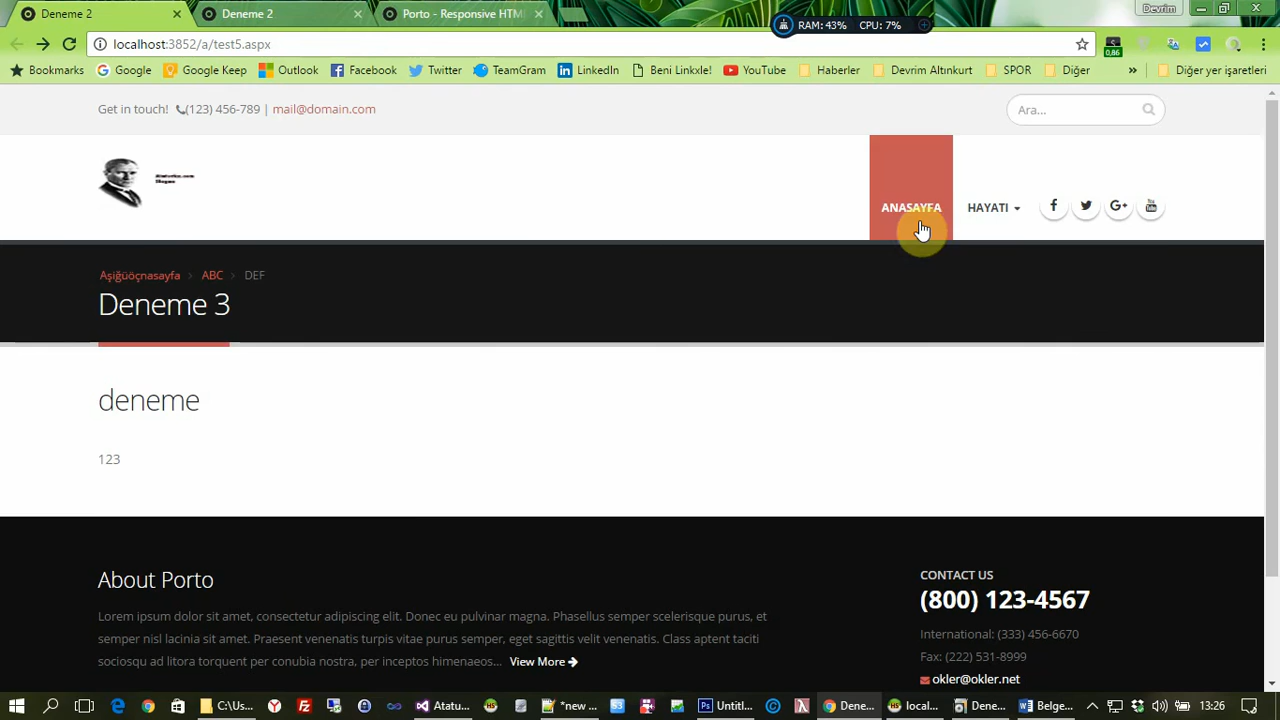 Deneme 2
Deneme 2
Porto - Responsive HTM
Devrim
RAM: 43% CPU: 7%
localhost:3852/a/test5.aspx
0,86
Bookmarks Google Google Keep Outlook Facebook Twitter TeamGram LinkedIn Beni Linkxle! YouTube Haberler Devrim Altınkurt SPOR Diğer » Diğer yer işaretleri
Get in touch! (123) 456-789 | mail@domain.com
Ara...
ANASAYFA HAYATI
Aşiğüöçnasayfa > ABC > DEF
Deneme 3
deneme
123
About Porto
Lorem ipsum dolor sit amet, consectetur adipiscing elit. Donec eu pulvinar magna. Phasellus semper scelerisque purus, et
semper nisl lacinia sit amet. Praesent venenatis turpis vitae purus semper, eget sagittis velit venenatis. Class aptent taciti
sociosqu ad litora torquent per conubia nostra, per inceptos himenaeos... View More
CONTACT US
(800) 123-4567
International: (333) 456-6670
Fax: (222) 531-8999
okler@okler.net
C:\Us... Atatu... *new ... Untitl... Dene... local... Dene... Belge... 13:26